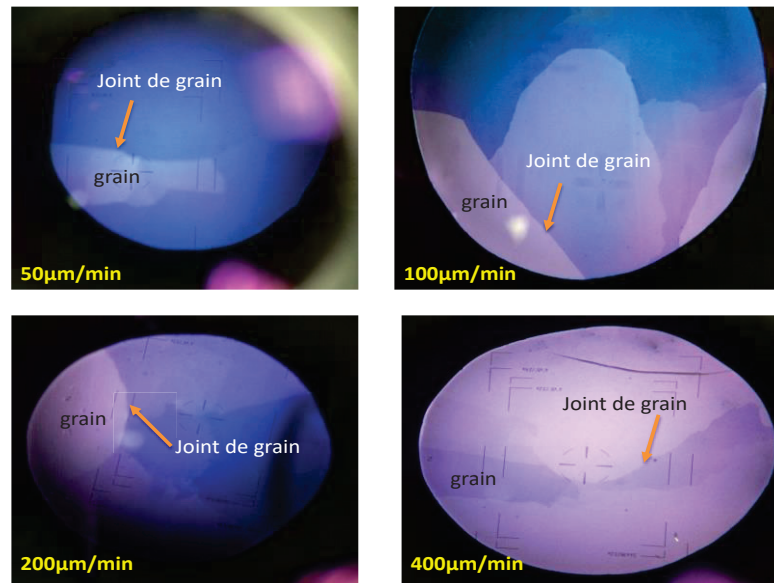 Joint de grain
grain
50µm/min
Joint de grain
grain
100µm/min
grain
Joint de grain
200µm/min
Joint de grain
grain
400µm/min